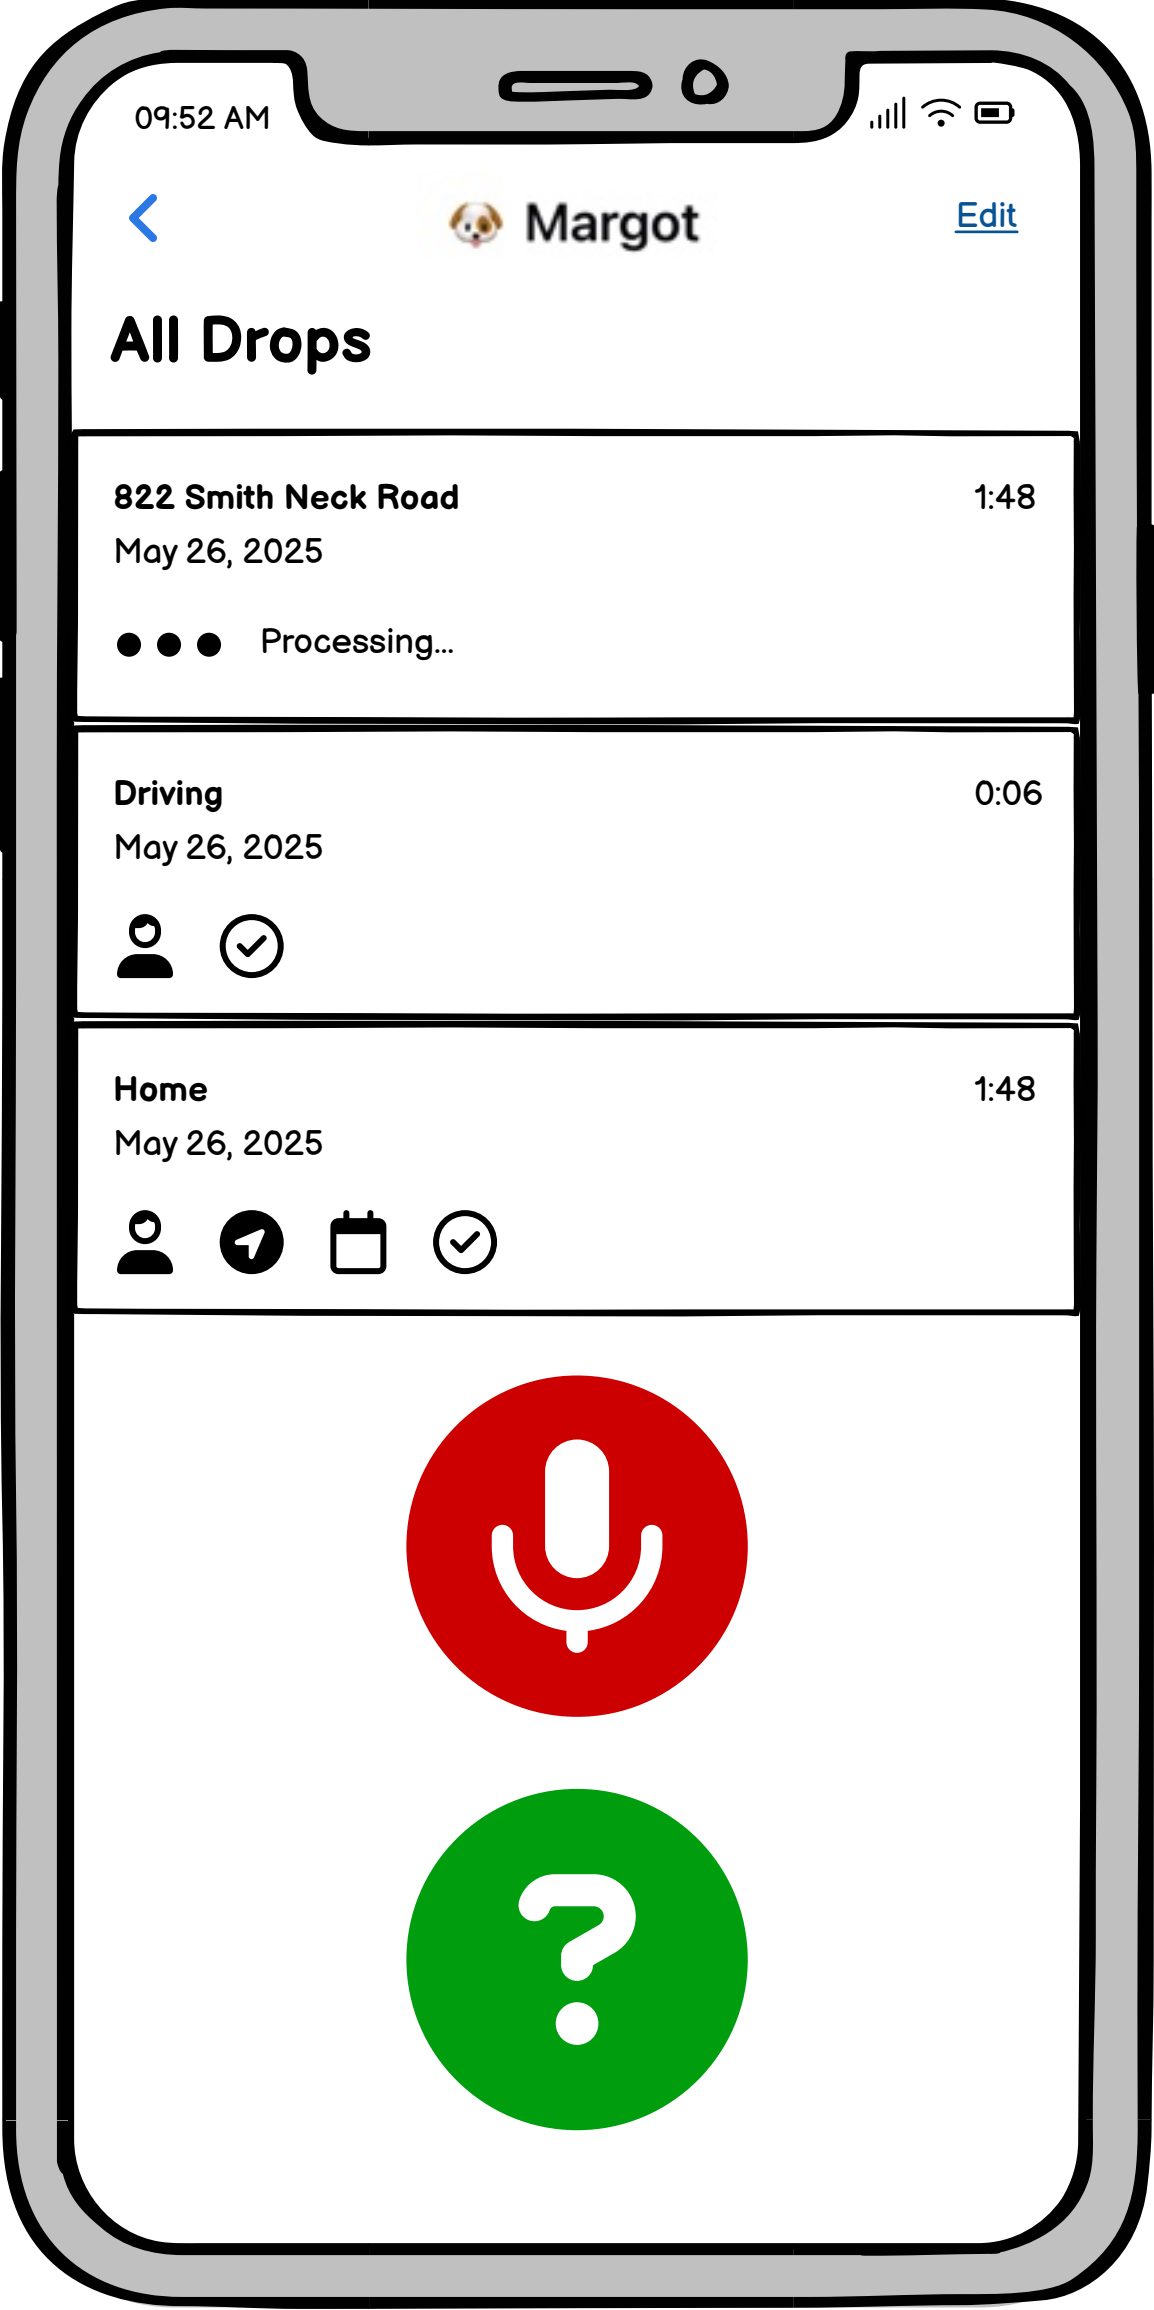 09:52 AM
Margot
Edit
All Drops
822 Smith Neck Road
1:48
May 26, 2025
Processing...
Driving
0:06
May 26, 2025
Home
1:48
May 26, 2025
?